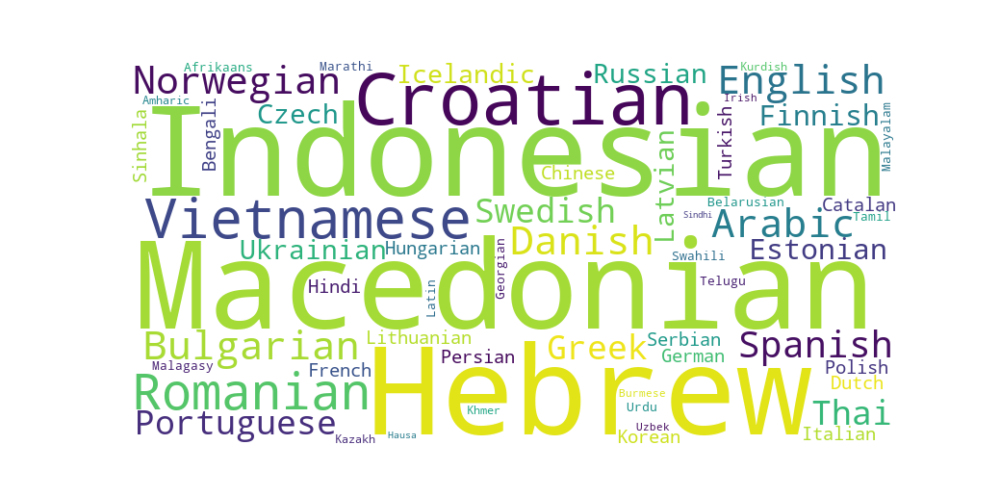 Afrikaans Marathi Kurdish
Norwegian Croatian Icelandic Russian English
Amharic Irish
Czech Finnish
Sinhala Bengali Indonesian Turkish Malayalam
Chinese Latvian
Vietnamese Swedish Belarusian Catalan
Sindhi Arabic Tamil
Ukrainian Hungarian Danish Swahili Estonian
Macedonian Hindi Latin Georgian Telugu
Bulgarian Lithuanian Greek Serbian Spanish
Persian German
Malagasy French Hebrew Polish
Romanian Burmese Dutch
Portuguese Khmer Urdu Thai
Kazakh Hausa Uzbek Korean Italian